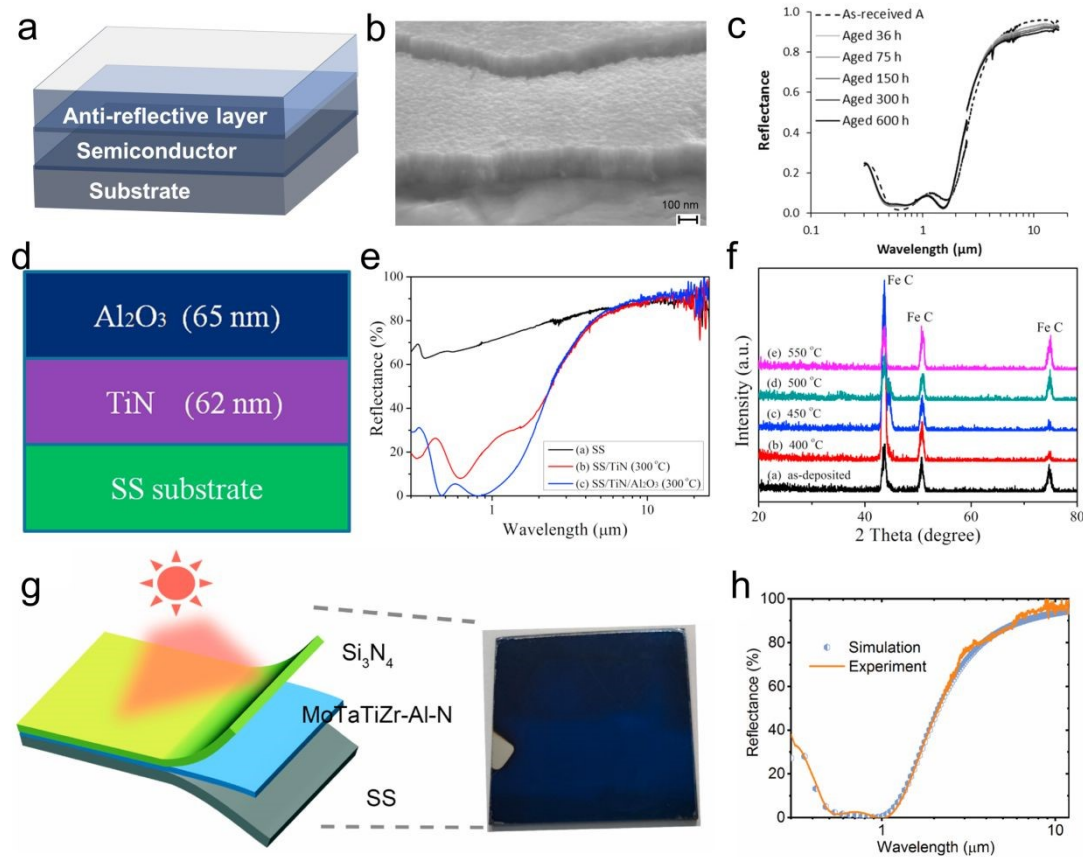 a
Anti-reflective layer
Semiconductor
Substrate
b
100 nm
c
Reflectance
1.0
0.8
0.6
0.4
0.2
0.0
As-received A
Aged 36 h
Aged 75 h
Aged 150 h
Aged 300 h
Aged 600 h
0.1
1
10
Wavelength (µm)
d
Al₂O₃ (65 nm)
TiN (62 nm)
SS substrate
e
Reflectance (%)
100
80
60
40
20
0
(a) SS
(b) SS/TiN (300°C)
(c) SS/TiN/Al₂O₃ (300°C)
1
10
Wavelength (µm)
f
Intensity (a.u.)
Fe C
Fe C
Fe C
(e) 550 °C
(d) 500 °C
(c) 450 °C
(b) 400 °C
(a) as-deposited
20
40
60
80
2 Theta (degree)
g
Si₃N₄
MoTaTiZr-Al-N
SS
h
Reflectance (%)
100
80
60
40
20
0
Simulation
Experiment
1
10
Wavelength (µm)